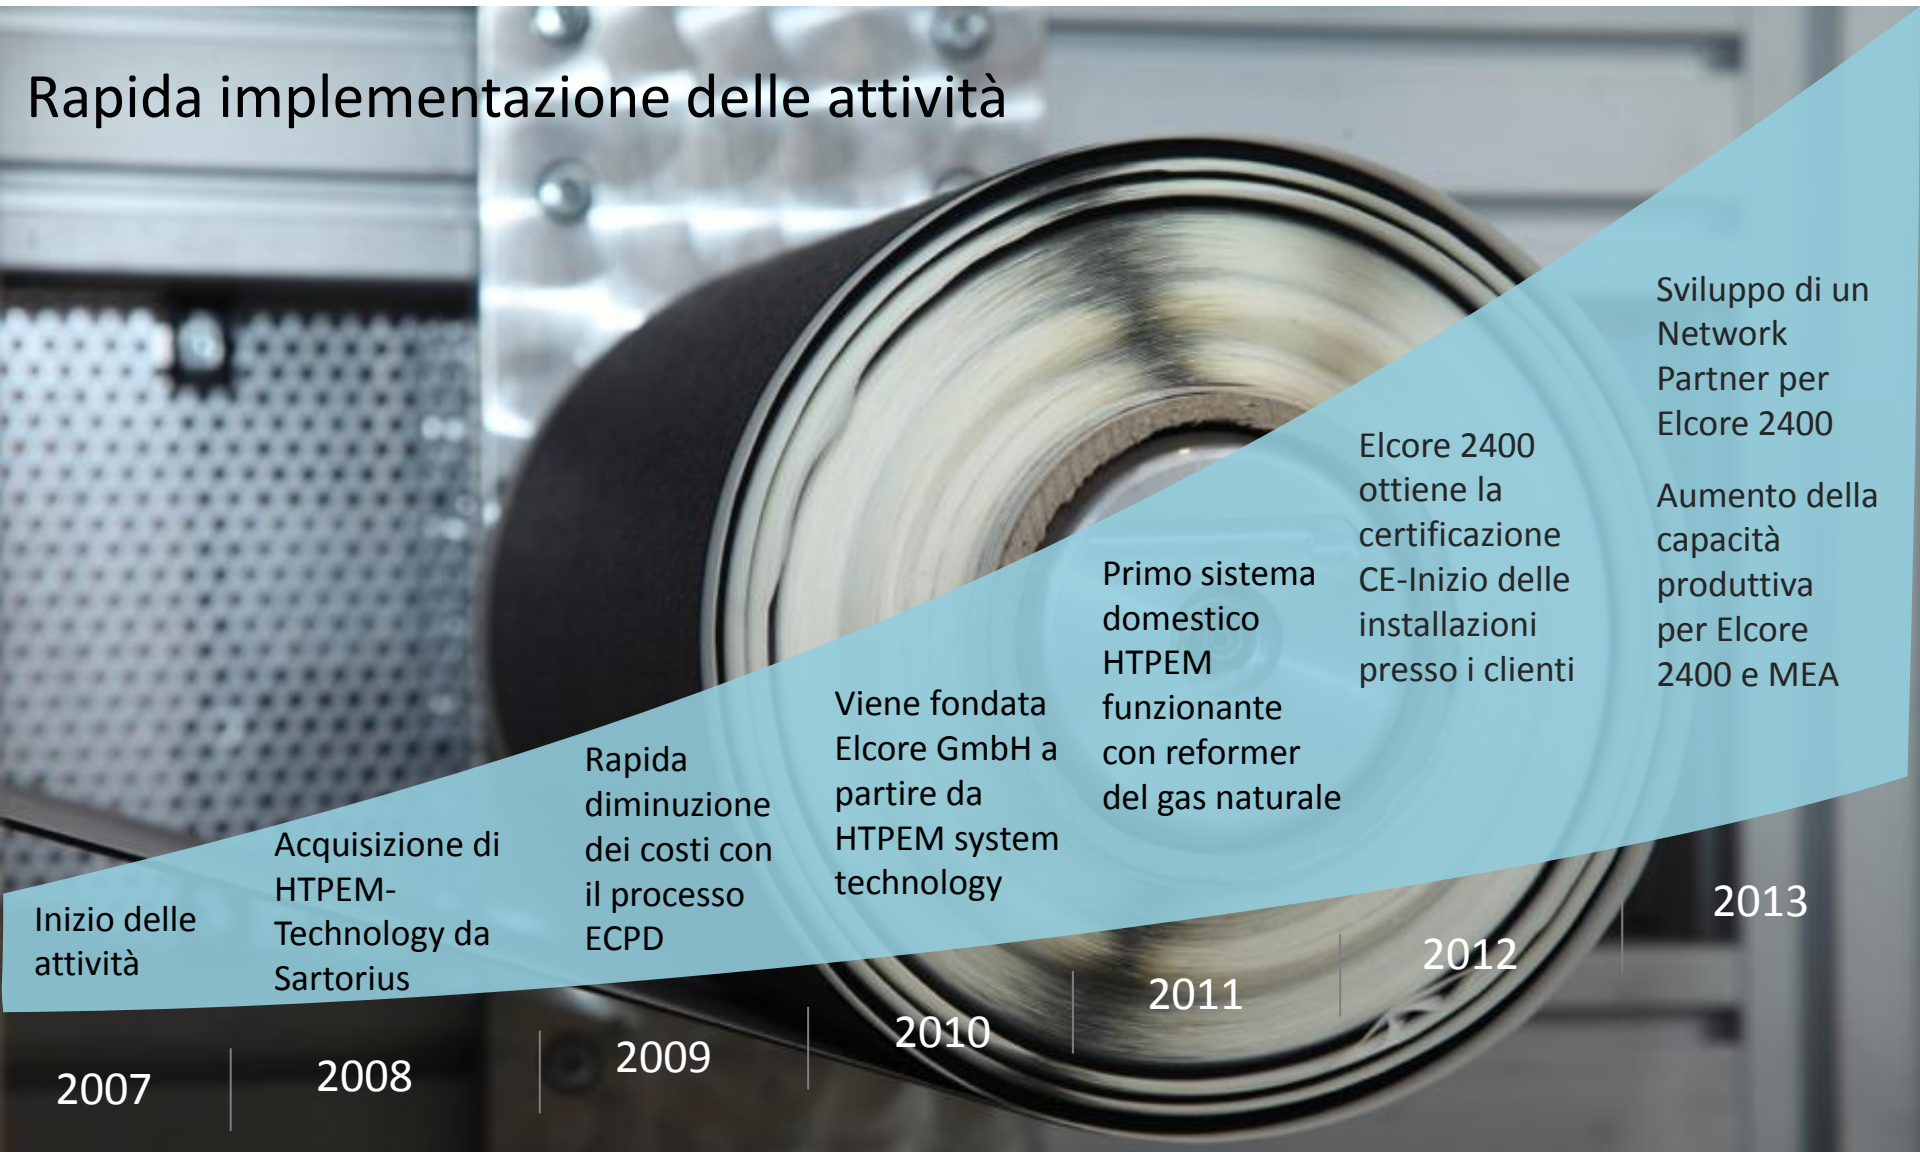 Rapida implementazione delle attività
Inizio delle
attività
Acquisizione di
HTPEM-
Technology da
Sartorius
Rapida
diminuzione
dei costi con
il processo
ECPD
Viene fondata
Elcore GmbH a
partire da
HTPEM system
technology
Primo sistema
domestico
HTPEM
funzionante
con reformer
del gas naturale
Elcore 2400
ottiene la
certificazione
CE-Inizio delle
installazioni
presso i clienti
Sviluppo di un
Network
Partner per
Elcore 2400
Aumento della
capacità
produttiva
per Elcore
2400 e MEA
2007
2008
2009
2010
2011
2012
2013